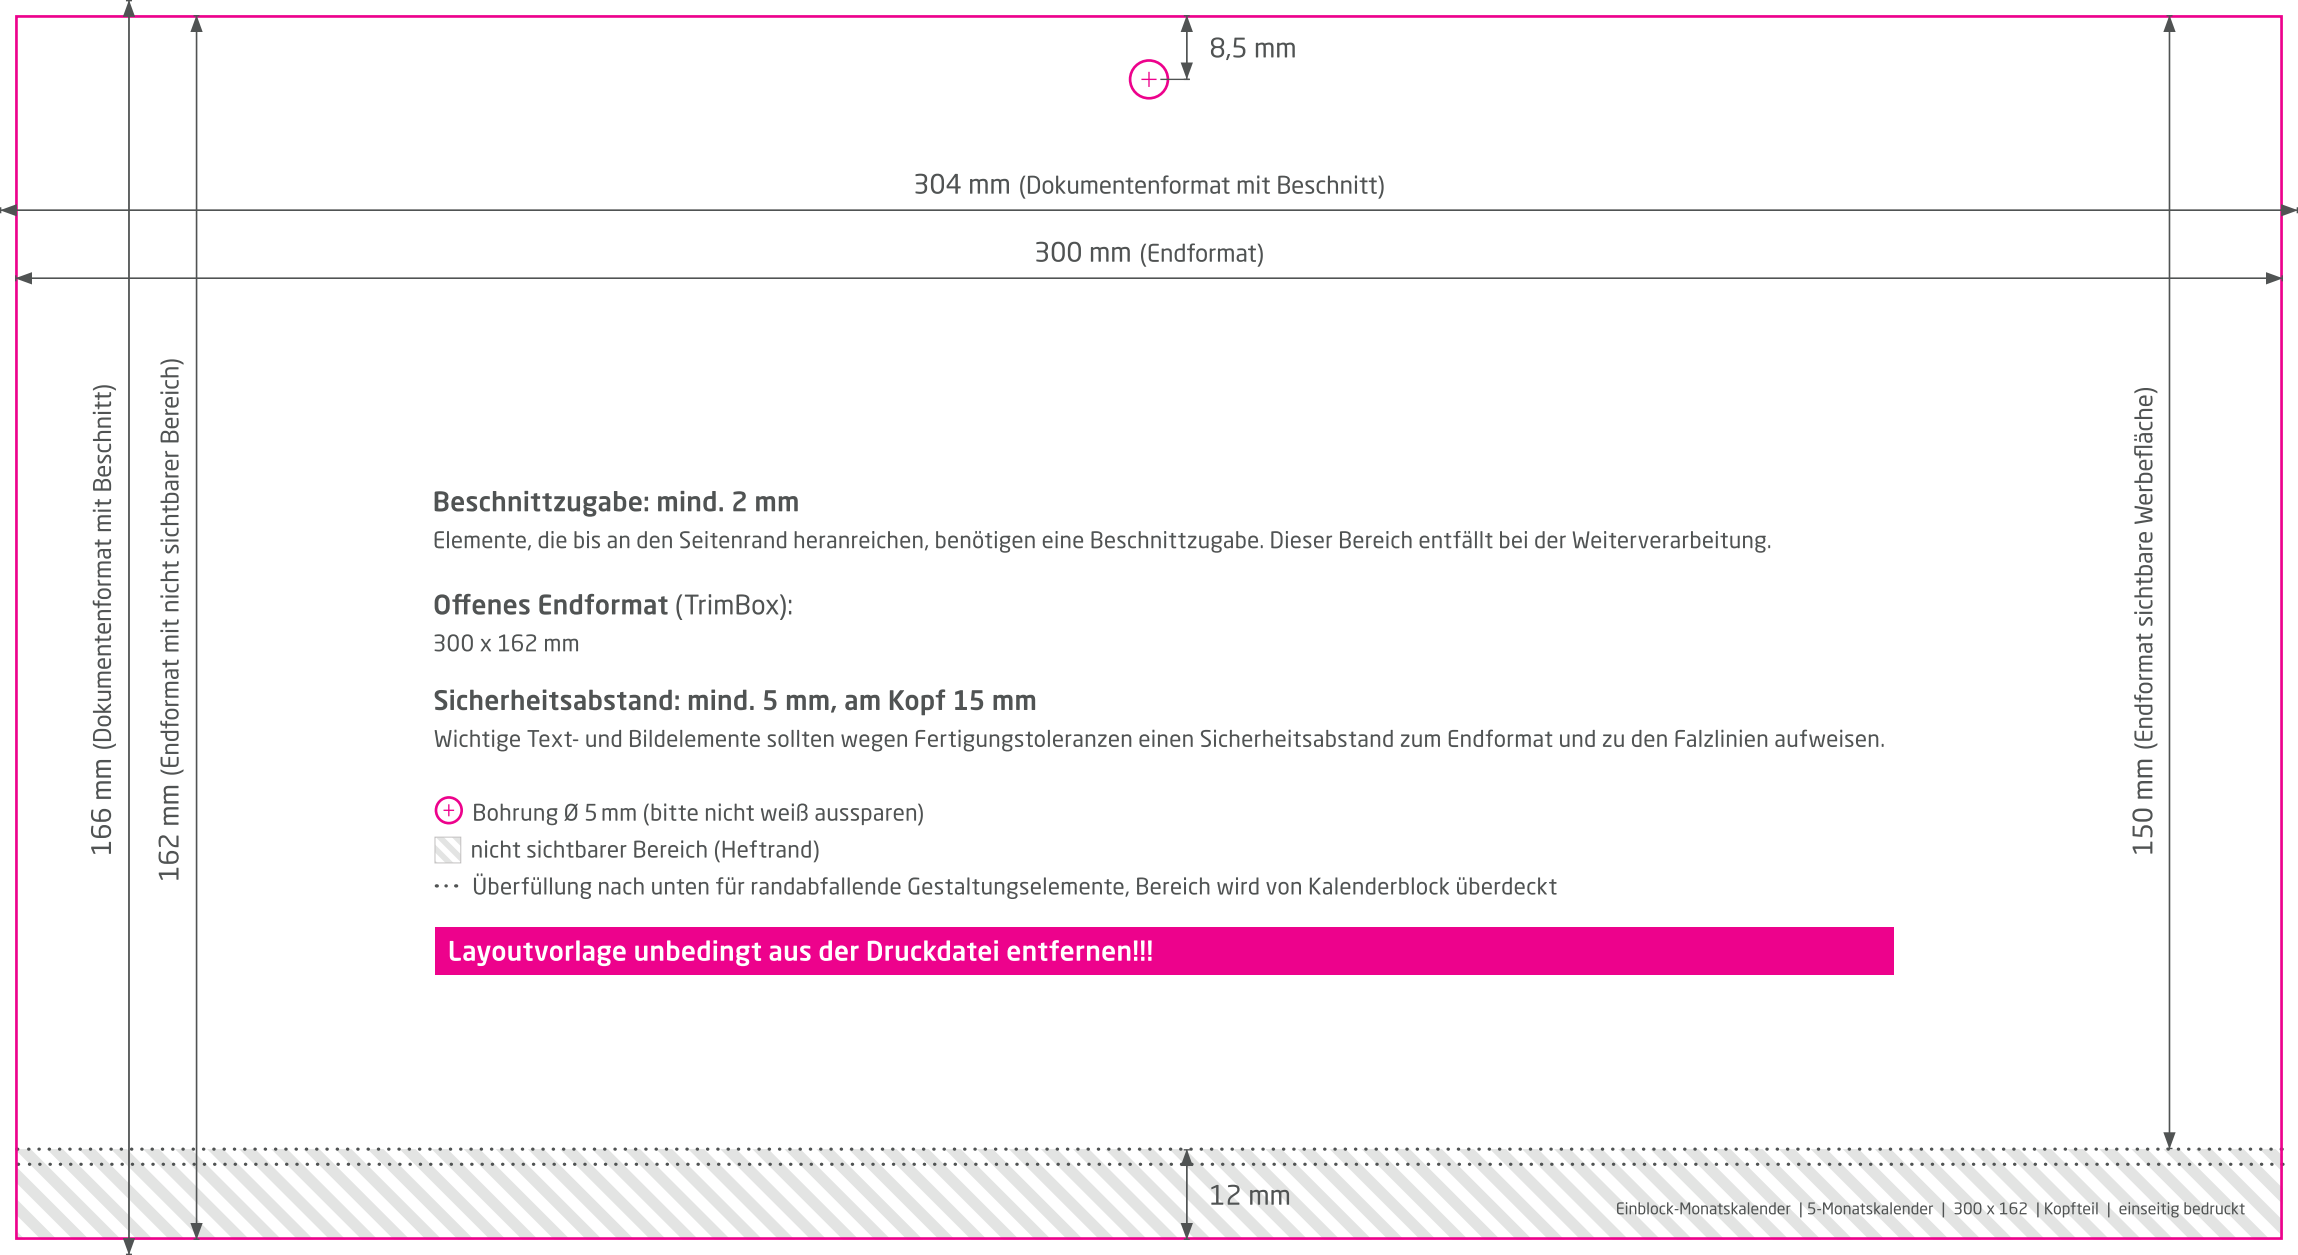 8,5 mm
304 mm (Dokumentenformat mit Beschnitt)
300 mm (Endformat)
166 mm (Dokumentenformat mit Beschnitt)
162 mm (Endformat mit nicht sichtbarer Bereich)
150 mm (Endformat sichtbare Werbefläche)
Beschnittzugabe: mind. 2 mm
Elemente, die bis an den Seitenrand heranreichen, benötigen eine Beschnittzugabe. Dieser Bereich entfällt bei der Weiterverarbeitung.
Offenes Endformat (TrimBox):
300 x 162 mm
Sicherheitsabstand: mind. 5 mm, am Kopf 15 mm
Wichtige Text- und Bildelemente sollten wegen Fertigungstoleranzen einen Sicherheitsabstand zum Endformat und zu den Falzlinien aufweisen.
Bohrung Ø 5 mm (bitte nicht weiß aussparen)
nicht sichtbarer Bereich (Heftrand)
Überfüllung nach unten für randabfallende Gestaltungselemente, Bereich wird von Kalenderblock überdeckt
Layoutvorlage unbedingt aus der Druckdatei entfernen!!!
12 mm
Einblock-Monatskalender | 5-Monatskalender | 300 x 162 | Kopfteil | einseitig bedruckt